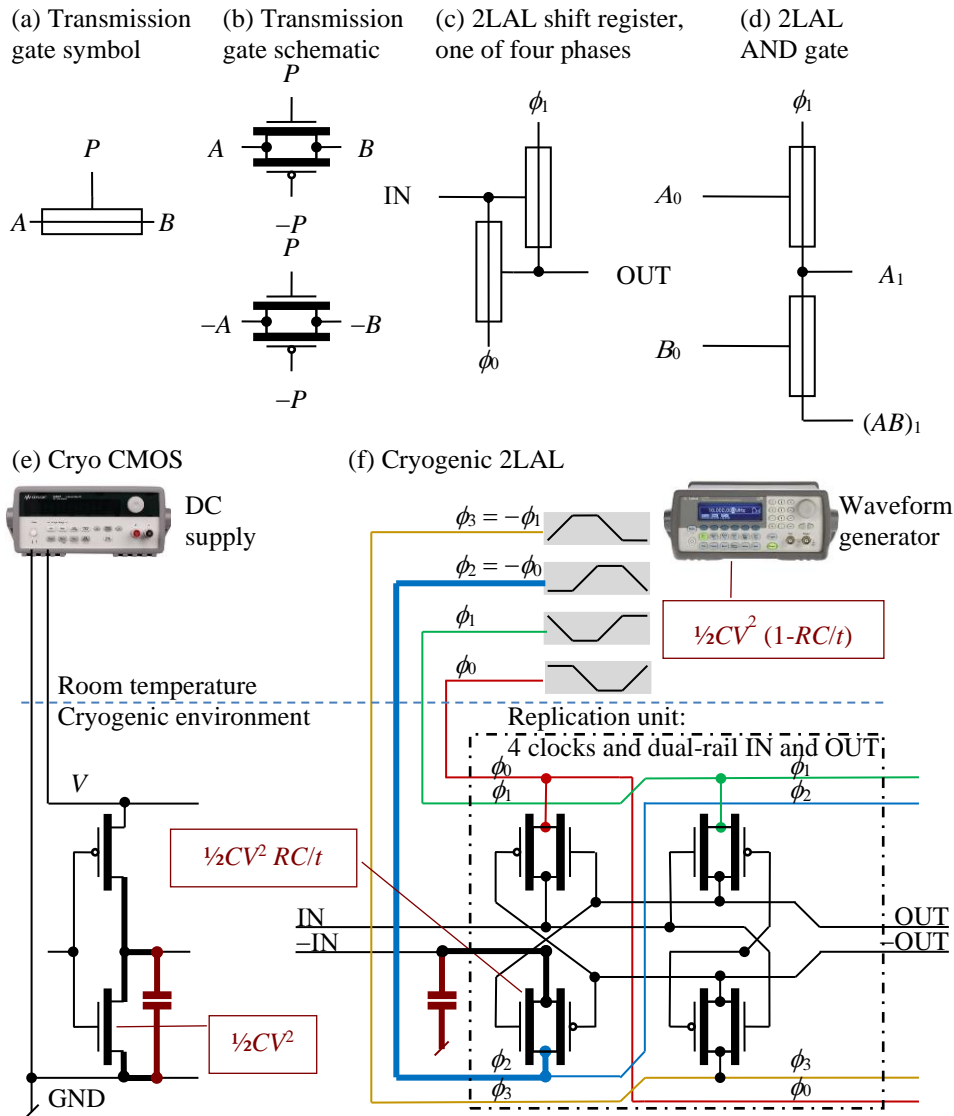 (a) Transmission
gate symbol
(b) Transmission
gate schematic
(c) 2LAL shift register,
one of four phases
(d) 2LAL
AND gate
P
A
B
P
A
B
−P
P
−A
−B
−P
ϕ1
IN
OUT
ϕ0
ϕ1
A0
A1
B0
(AB)1
(e) Cryo CMOS
DC
supply
(f) Cryogenic 2LAL
Waveform
generator
ϕ3 = −ϕ1
ϕ2 = −ϕ0
ϕ1
ϕ0
½CV² (1-RC/t)
Room temperature
Cryogenic environment
Replication unit:
4 clocks and dual-rail IN and OUT
V
GND
½CV²
½CV² RC/t
ϕ0
ϕ1
ϕ1
ϕ2
IN
−IN
OUT
−OUT
ϕ2
ϕ3
ϕ3
ϕ0